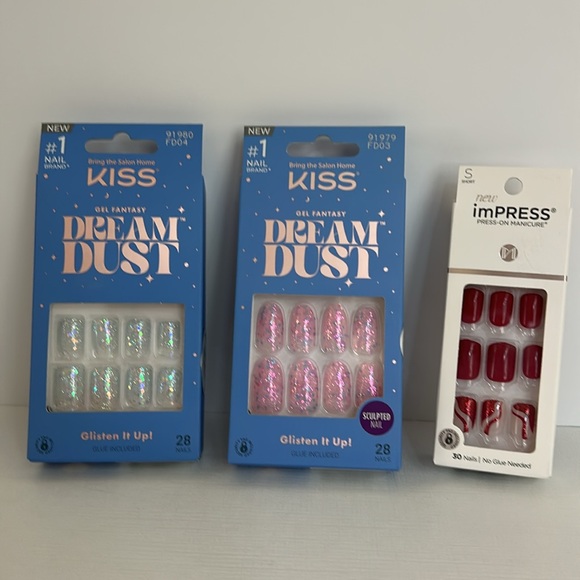 NEW
#1
NAIL
BRAND*
91980
FD04
Bring the Salon Home
KISS
GEL FANTASY
DREAM™
DUST
Glisten It Up!
GLUE INCLUDED
28
NAILS
NEW
#1
NAIL
BRAND*
91979
FD03
Bring the Salon Home
KISS
GEL FANTASY
DREAM™
DUST
SCULPTED
NAIL
Glisten It Up!
GLUE INCLUDED
28
NAILS
S
SHORT
new
imPRESS®
PRESS-ON MANICURE®
30 Nails | No Glue Needed